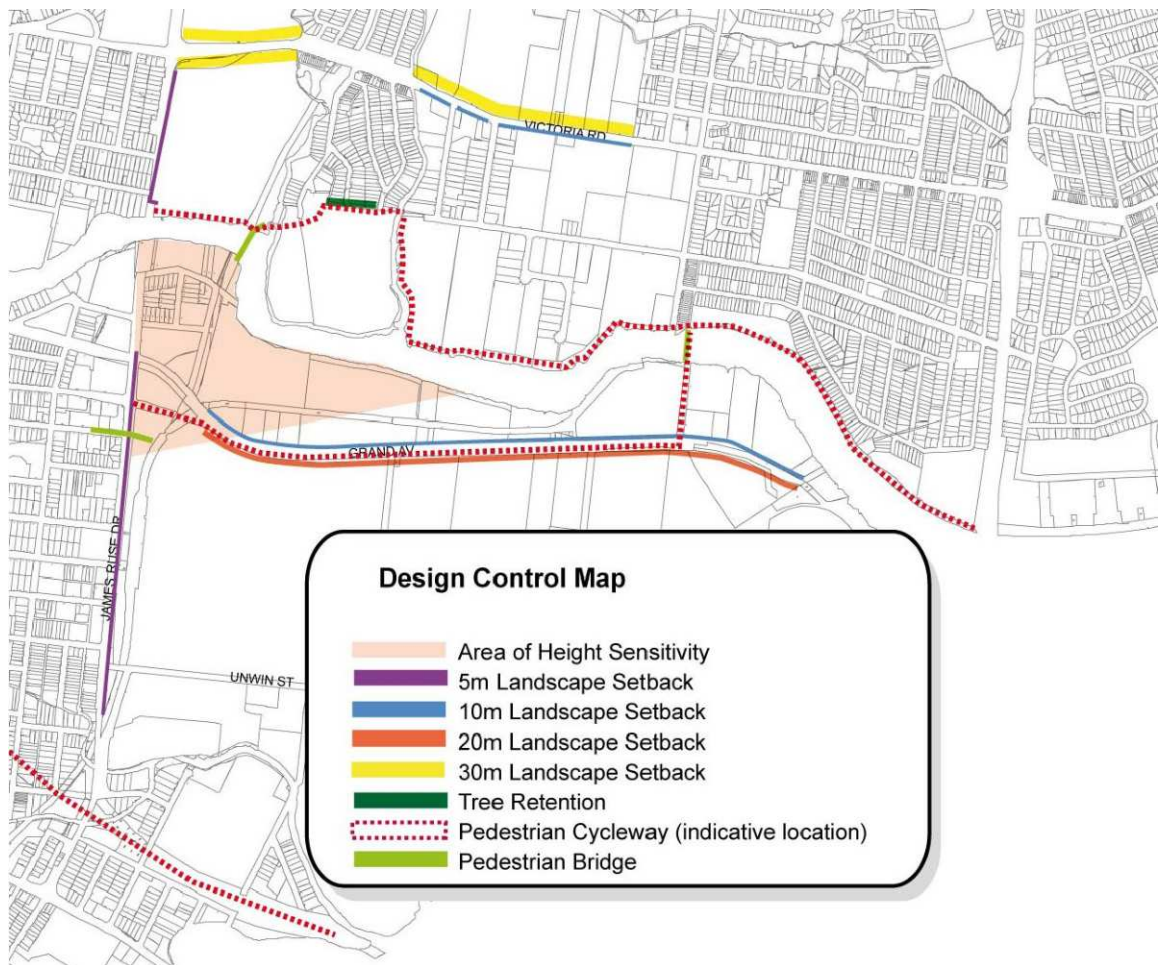 VICTORIA RD
GRAND AV
JAMES RUSE DR
UNWIN ST
Design Control Map
Area of Height Sensitivity
5m Landscape Setback
10m Landscape Setback
20m Landscape Setback
30m Landscape Setback
Tree Retention
Pedestrian Cycleway (indicative location)
Pedestrian Bridge